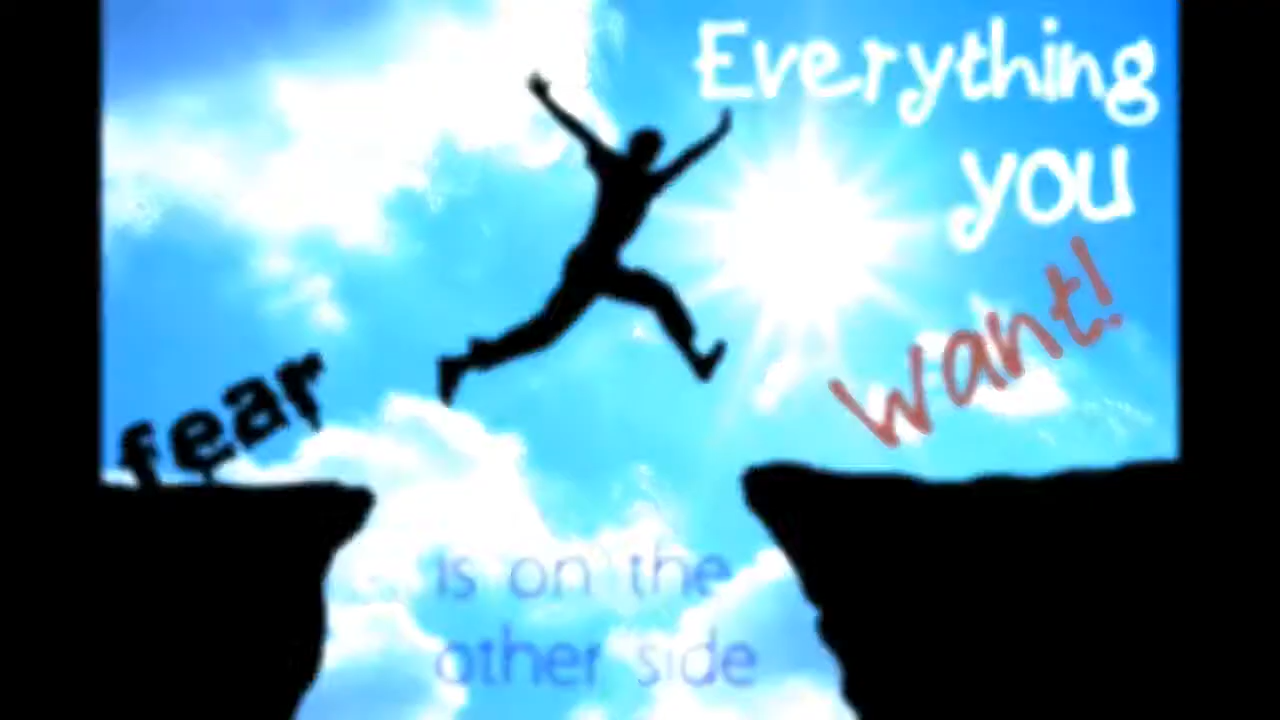 Everything
you
want!
fear
is on the
other side